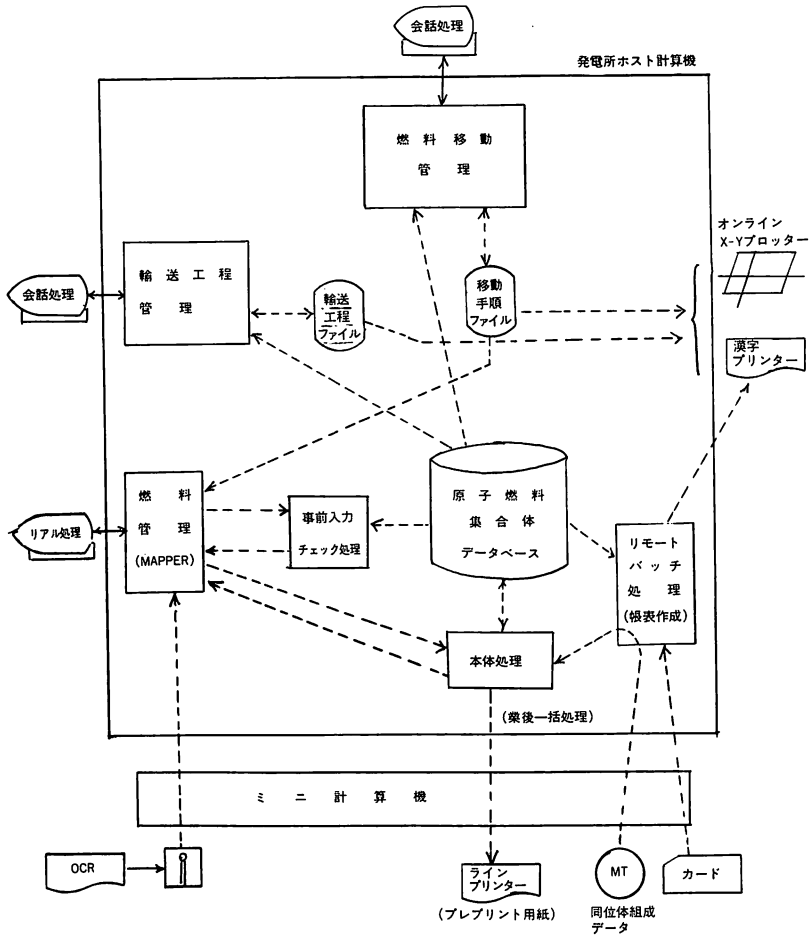 会話処理
発電所ホスト計算機
燃料移動
管理
オンライン
X-Yプロッター
輸送工程
管理
会話処理
輸送
工程
ファイル
移動
手順
ファイル
漢字
プリンター
燃料
管理
(MAPPER)
リアル処理
事前入力
チェック処理
原子燃料
集合体
データベース
リモート
バッチ
処理
(帳表作成)
本体処理
(業後一括処理)
ミニ計算機
OCR
ライン
プリンター
(プレプリント用紙)
MT
同位体組成
データ
カード